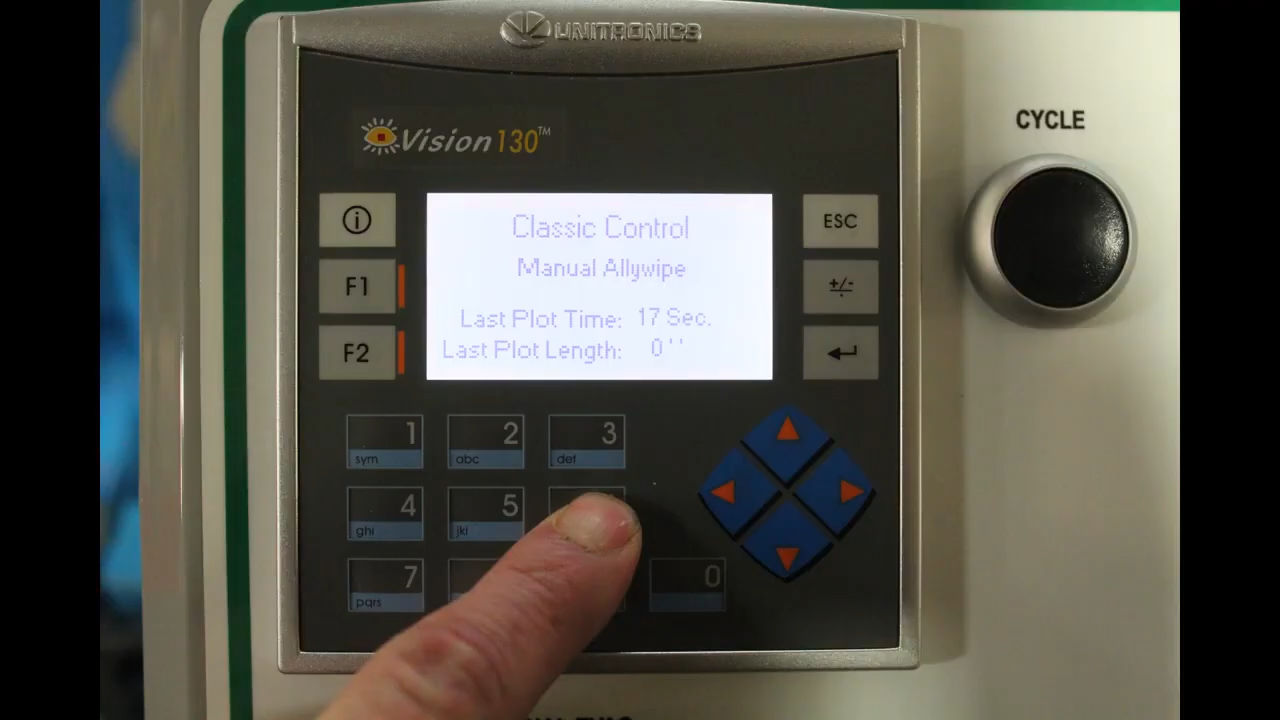 UNITRONICS
Vision130™
CYCLE
F1
F2
Classic Control
Manual Allywipe
Last Plot Time: 17 Sec.
Last Plot Length: 0 ''
ESC
+/-
1
sym
2
abc
3
def
4
ghi
5
jkl
7
pqrs
0